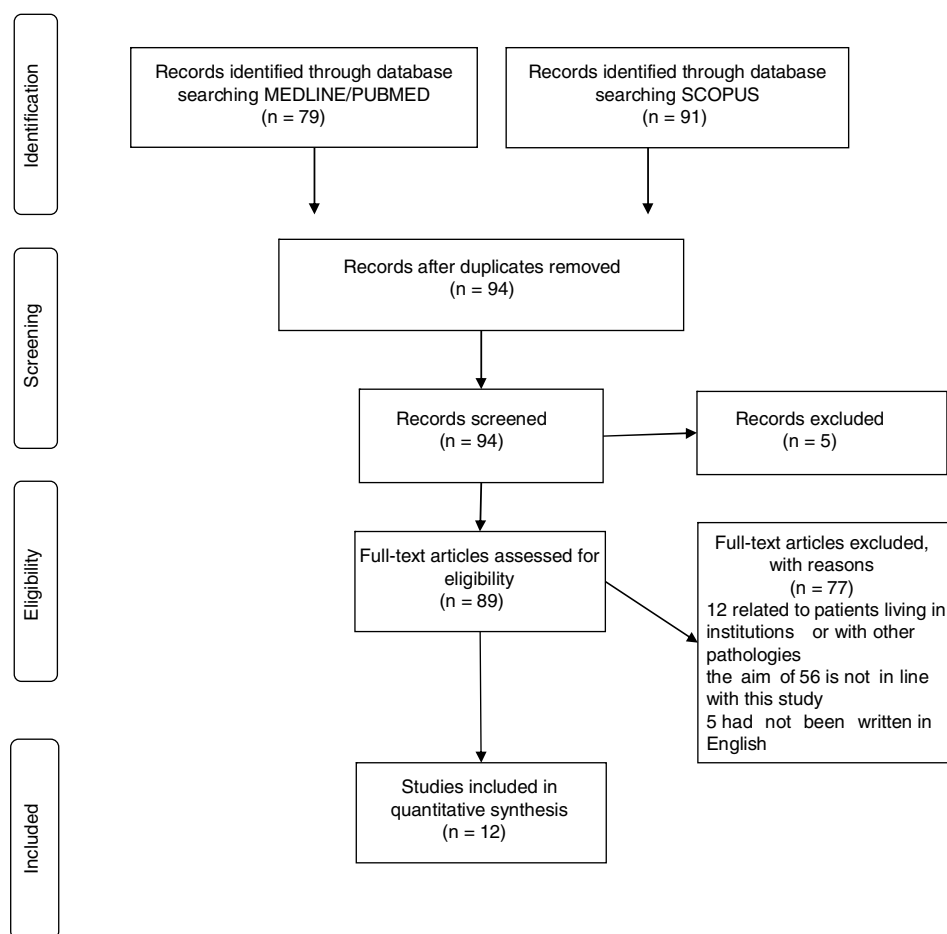 Identification
Records identified through database
searching MEDLINE/PUBMED
(n = 79)
Records identified through database
searching SCOPUS
(n = 91)
Screening
Records after duplicates removed
(n = 94)
Records screened
(n = 94)
Records excluded
(n = 5)
Eligibility
Full-text articles assessed for
eligibility
(n = 89)
Full-text articles excluded,
with reasons
(n = 77)
12 related to patients living in
institutions or with other
pathologies
the aim of 56 is not in line
with this study
5 had not been written in
English
Included
Studies included in
quantitative synthesis
(n = 12)